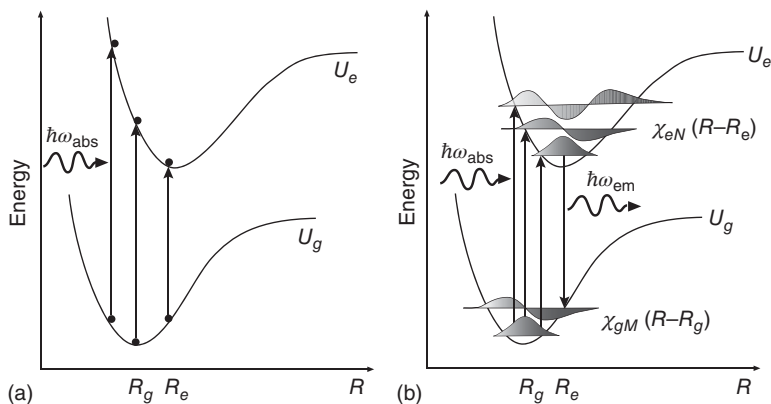 Energy
ħω_abs
U_e
U_g
R_g
R_e
R
(a)
Energy
ħω_abs
U_e
χ_eN (R–R_e)
ħω_em
U_g
χ_gM (R–R_g)
R_g
R_e
R
(b)